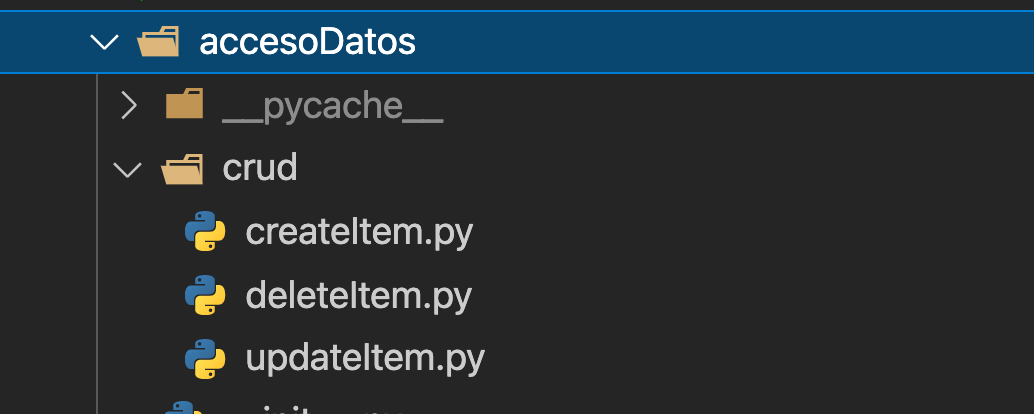 accesoDatos
__pycache__
crud
createItem.py
deleteItem.py
updateItem.py